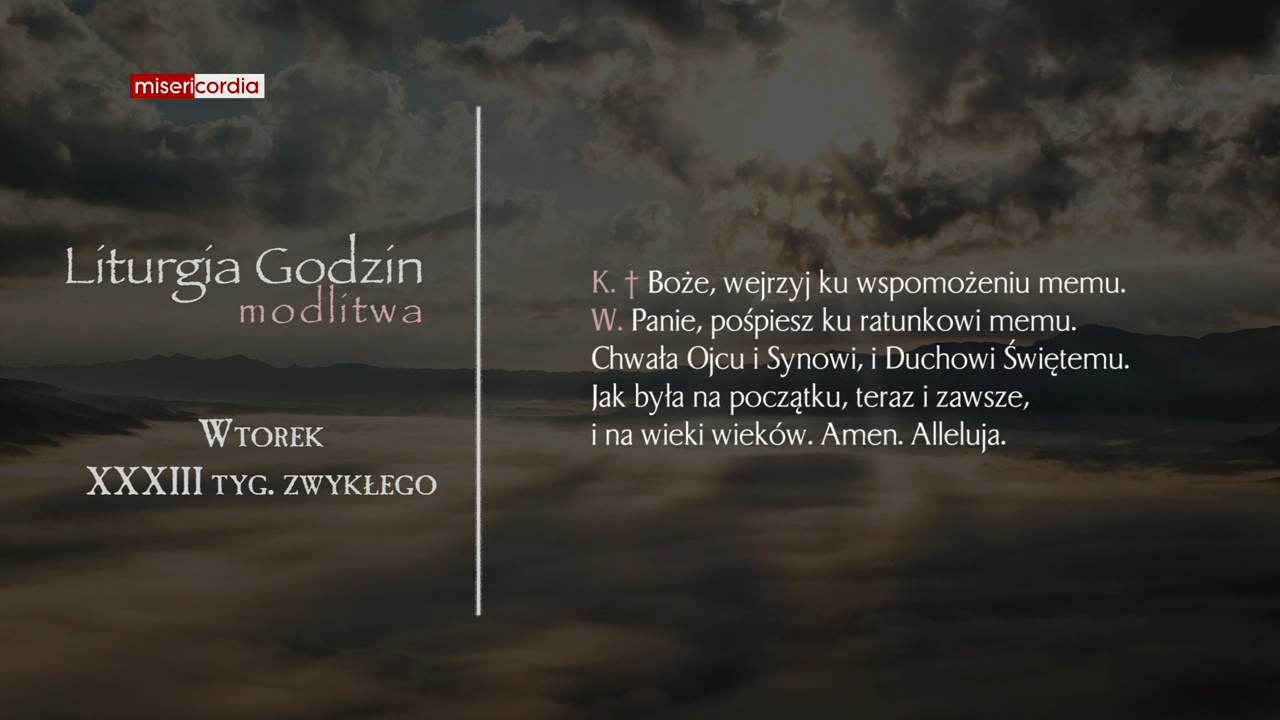 misericordia
Liturgia Godzin
modlitwa
Wtorek
XXXIII tyg. zwykłego
K. † Boże, wejrzyj ku wspomożeniu memu.
W. Panie, pośpiesz ku ratunkowi memu.
Chwała Ojcu i Synowi, i Duchowi Świętemu.
Jak była na początku, teraz i zawsze,
i na wieki wieków. Amen. Alleluja.